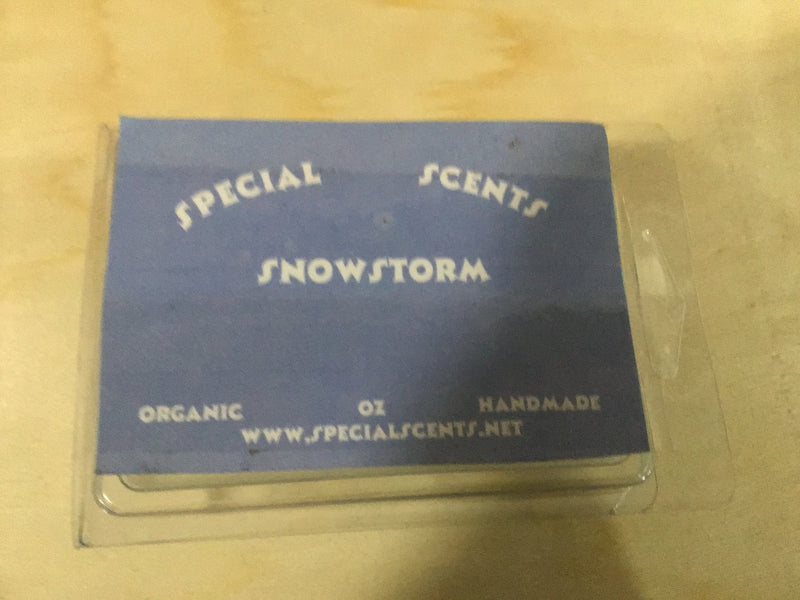 SPECIAL SCENTS
SNOWSTORM
ORGANIC OZ HANDMADE
WWW.SPECIALSCENTS.NET